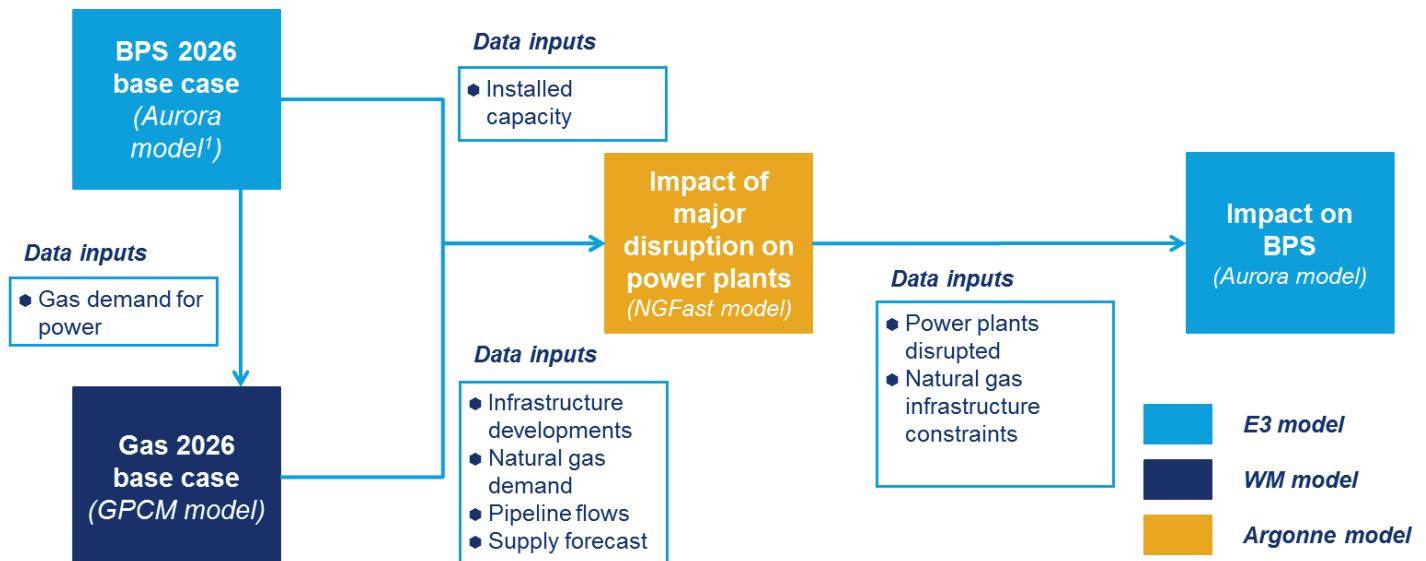 BPS 2026
base case
(Aurora
model¹)
Data inputs
⬢ Installed
capacity
Data inputs
⬢ Gas demand for
power
Gas 2026
base case
(GPCM model)
Data inputs
⬢ Infrastructure
developments
⬢ Natural gas
demand
⬢ Pipeline flows
⬢ Supply forecast
Impact of
major
disruption on
power plants
(NGFast model)
Data inputs
⬢ Power plants
disrupted
⬢ Natural gas
infrastructure
constraints
Impact on
BPS
(Aurora model)
E3 model
WM model
Argonne model